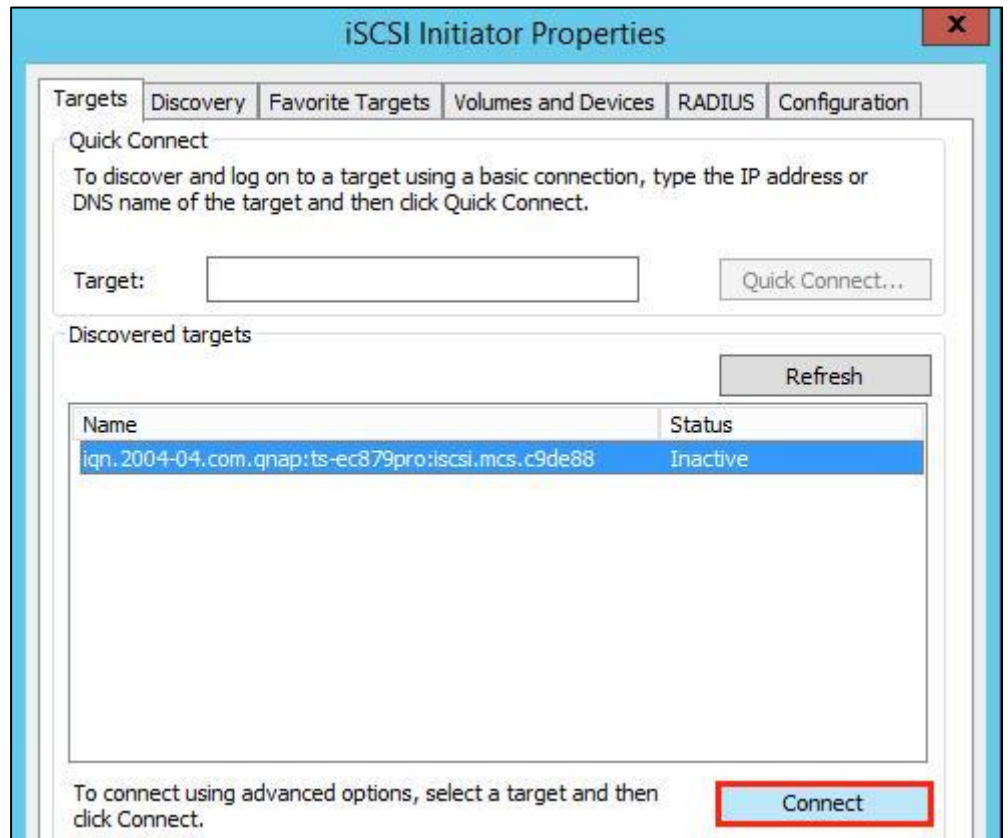 iSCSI Initiator Properties
x
Targets Discovery Favorite Targets Volumes and Devices RADIUS Configuration
Quick Connect
To discover and log on to a target using a basic connection, type the IP address or
DNS name of the target and then click Quick Connect.
Target:
Quick Connect...
Discovered targets
Refresh
Name Status
iqn.2004-04.com.qnap:ts-ec879pro:iscsi.mcs.c9de88 Inactive
To connect using advanced options, select a target and then
click Connect.
Connect